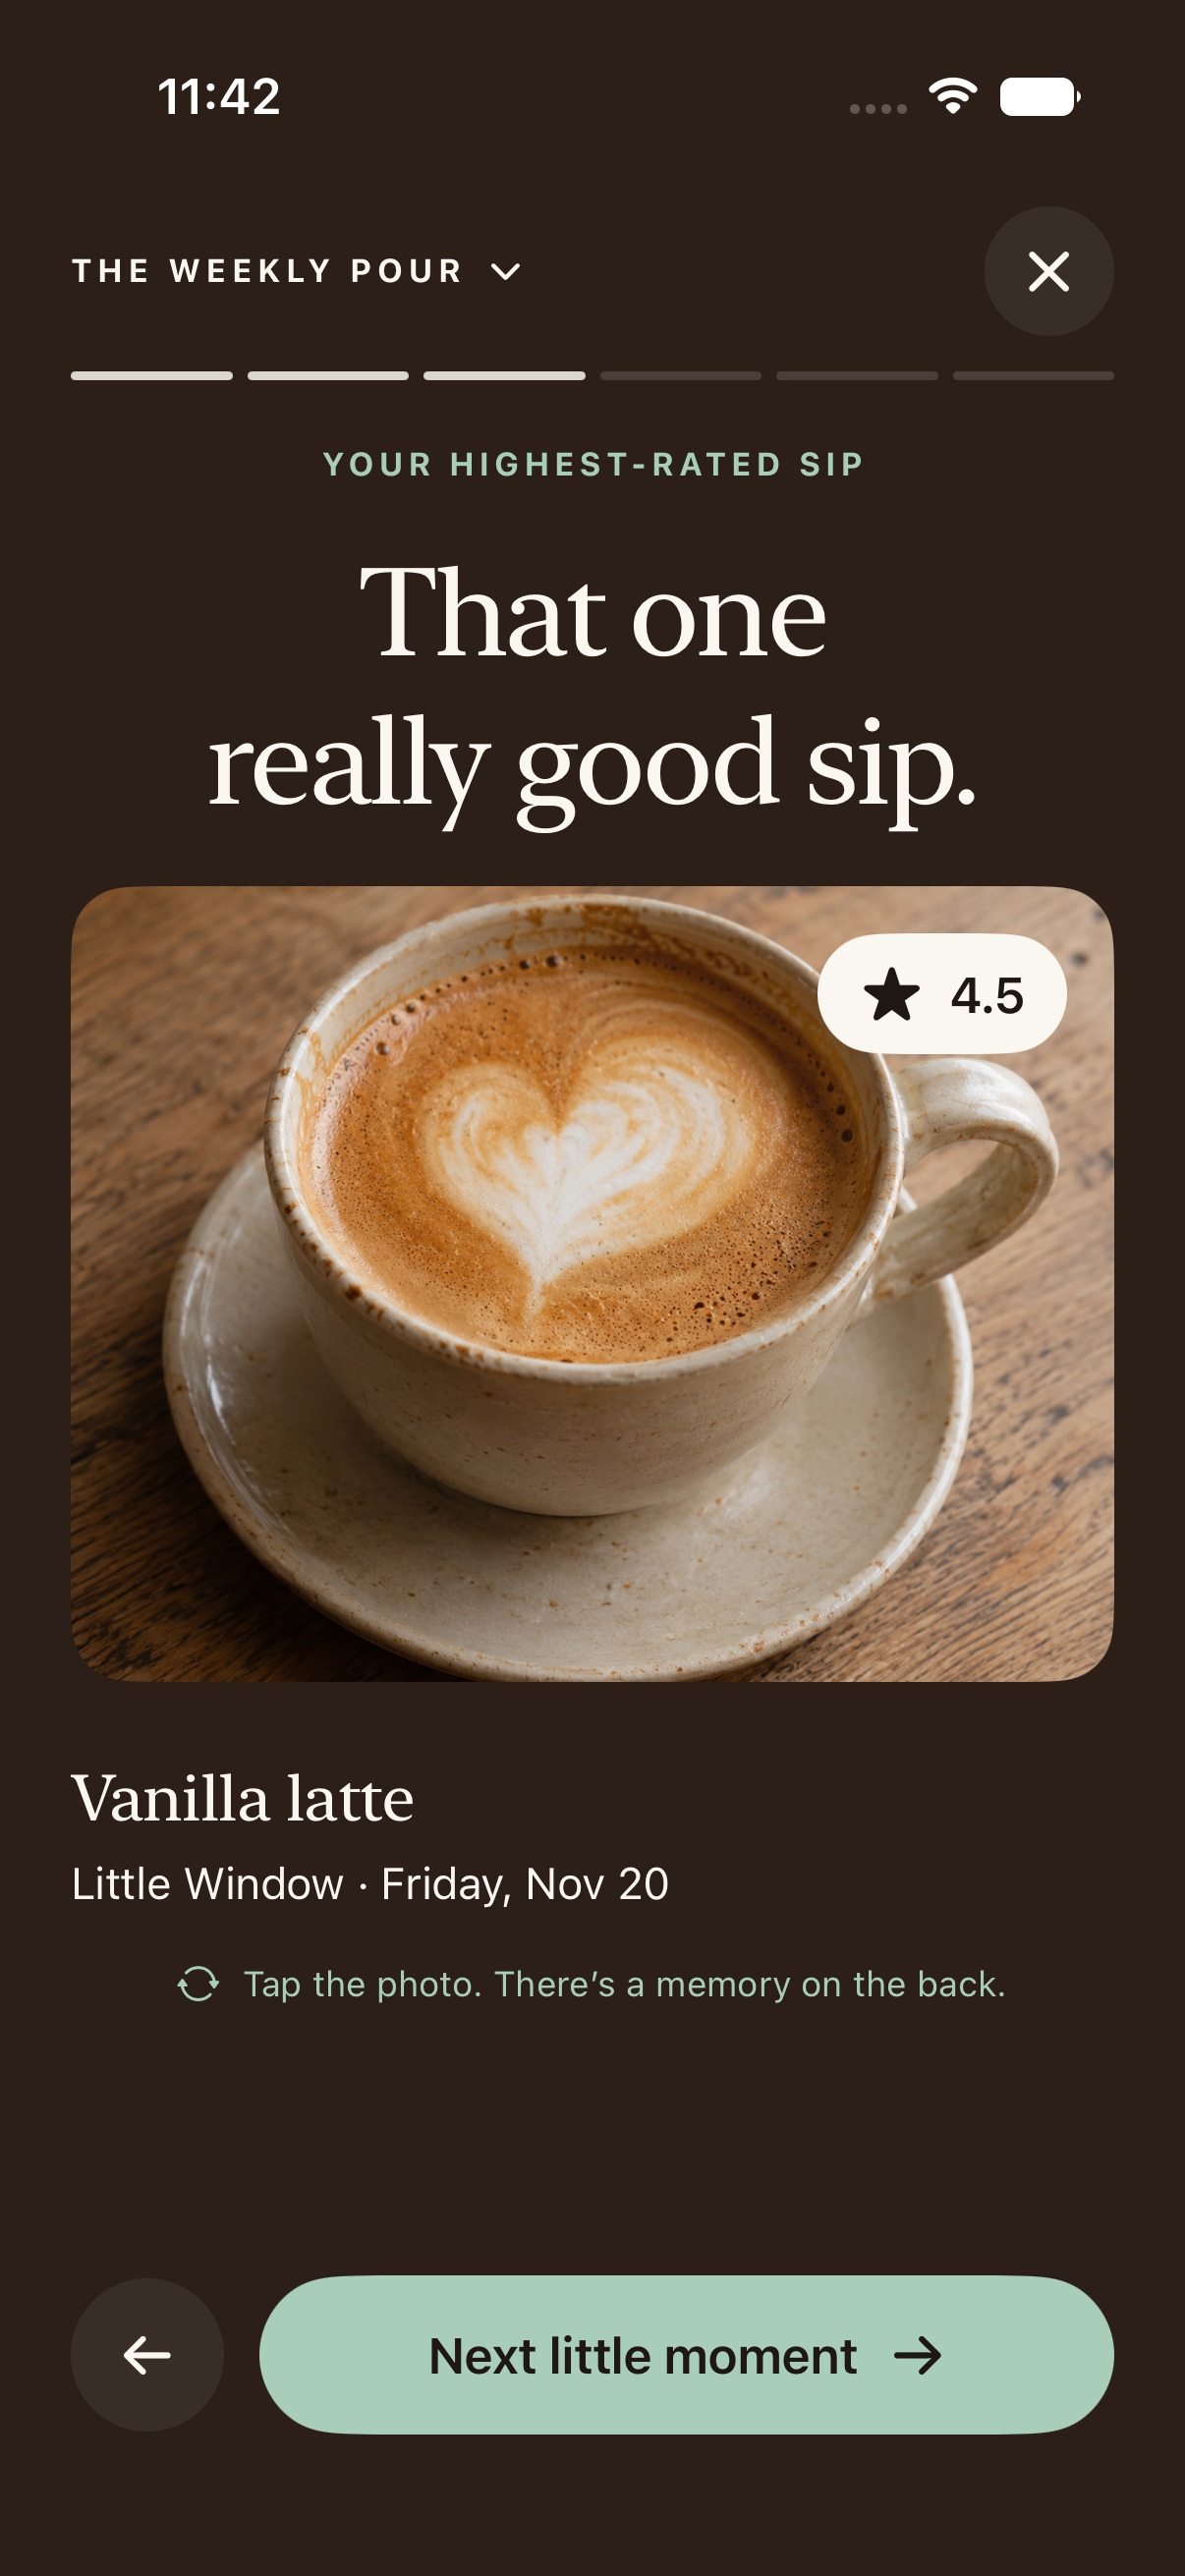 11:42
THE WEEKLY POUR
YOUR HIGHEST-RATED SIP
That one
really good sip.
4.5
Vanilla latte
Little Window · Friday, Nov 20
Tap the photo. There’s a memory on the back.
Next little moment